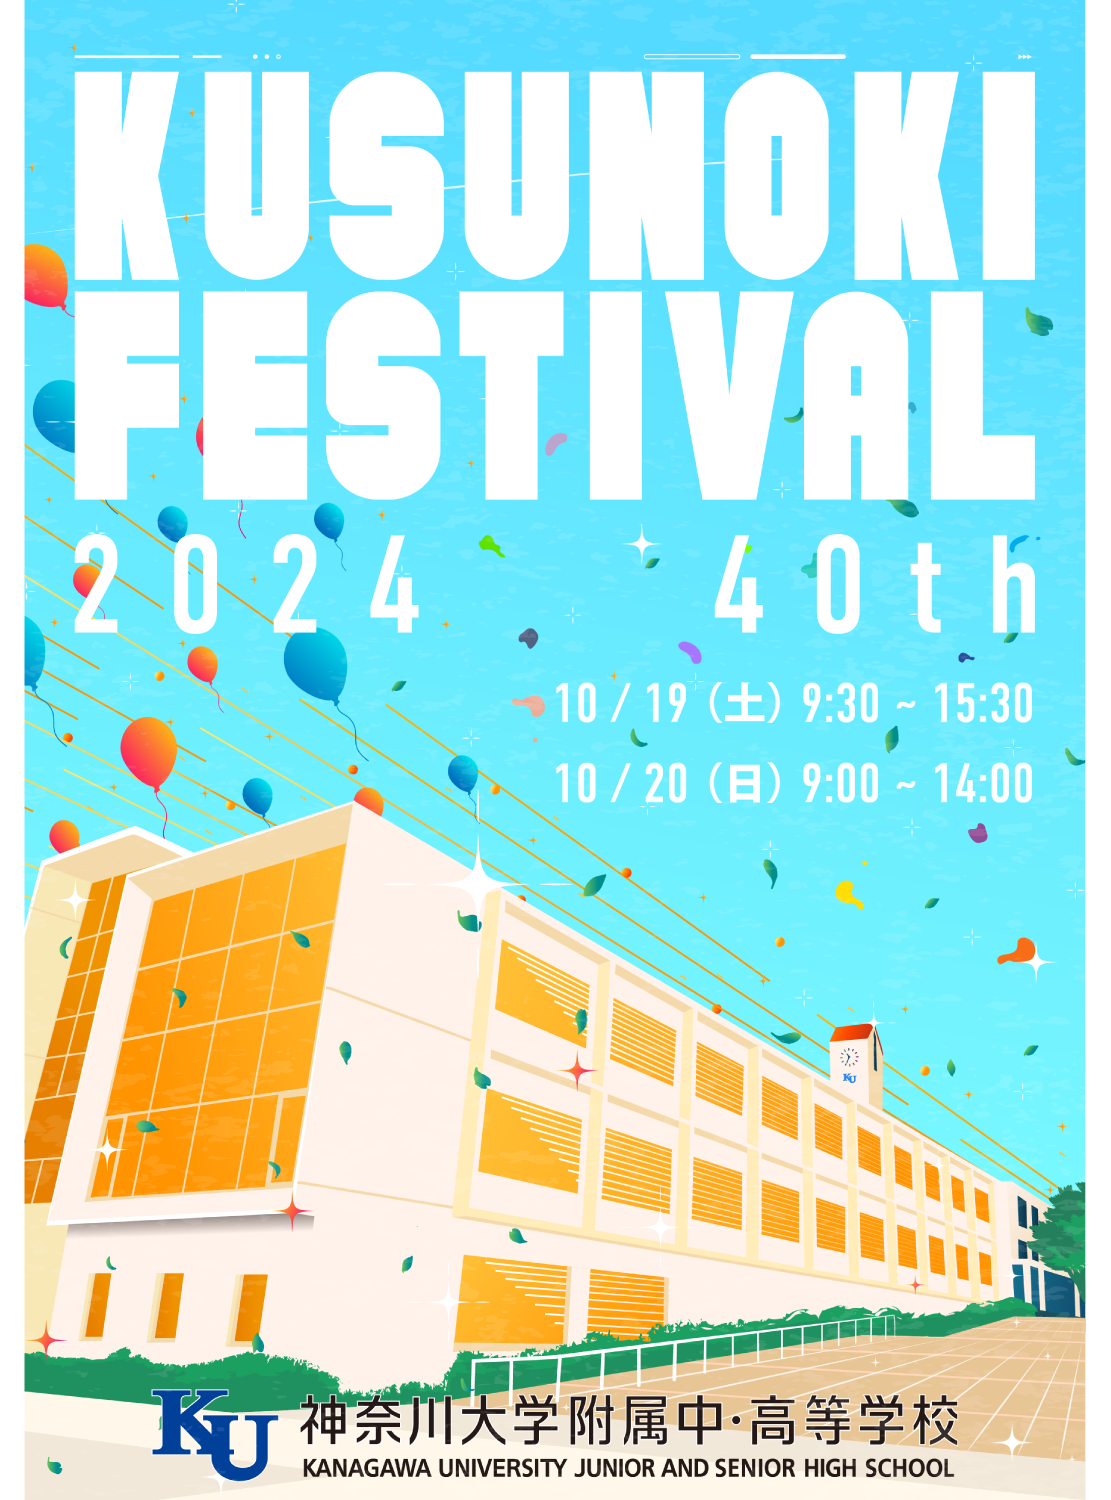 KUSUNOKI
FESTIVAL
2024 40th
10 / 19 (土) 9:30 ~ 15:30
10 / 20 (日) 9:00 ~ 14:00
KU
KU 神奈川大学附属中・高等学校
KANAGAWA UNIVERSITY JUNIOR AND SENIOR HIGH SCHOOL